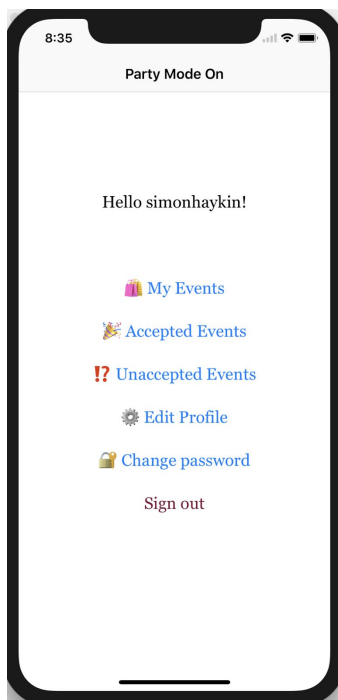 8:35
Party Mode On
Hello simonhaykin!
🛍️ My Events
🎉 Accepted Events
⁉️ Unaccepted Events
⚙️ Edit Profile
🔐 Change password
Sign out